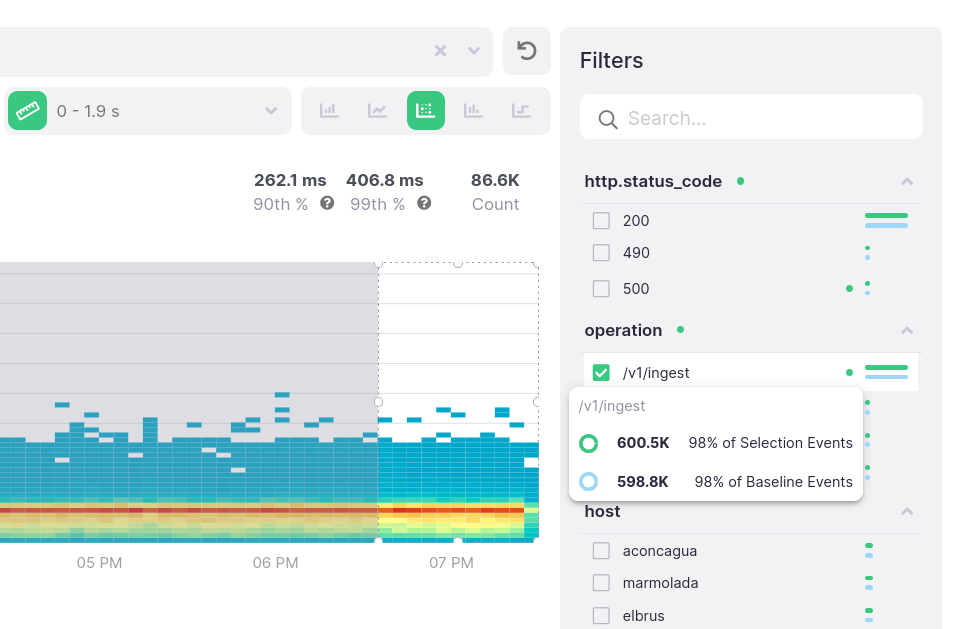 0 - 1.9 s
262.1 ms 406.8 ms 86.6K
90th % ? 99th % ? Count
05 PM 06 PM 07 PM
Filters
Search...
http.status_code
200
490
500
operation
/v1/ingest
/v1/ingest
600.5K 98% of Selection Events
598.8K 98% of Baseline Events
host
aconcagua
marmolada
elbrus